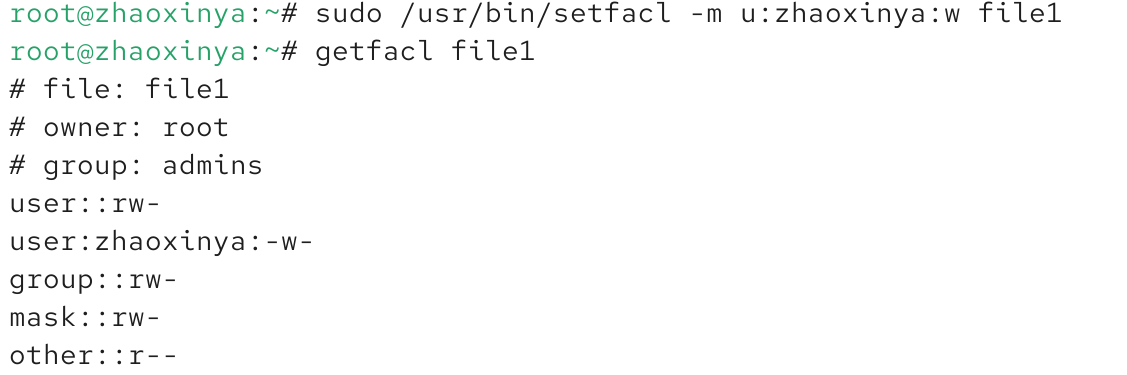 root@zhaoxinya:~# sudo /usr/bin/setfacl -m u:zhaoxinya:w file1
root@zhaoxinya:~# getfacl file1
# file: file1
# owner: root
# group: admins
user::rw-
user:zhaoxinya:-w-
group::rw-
mask::rw-
other::r--